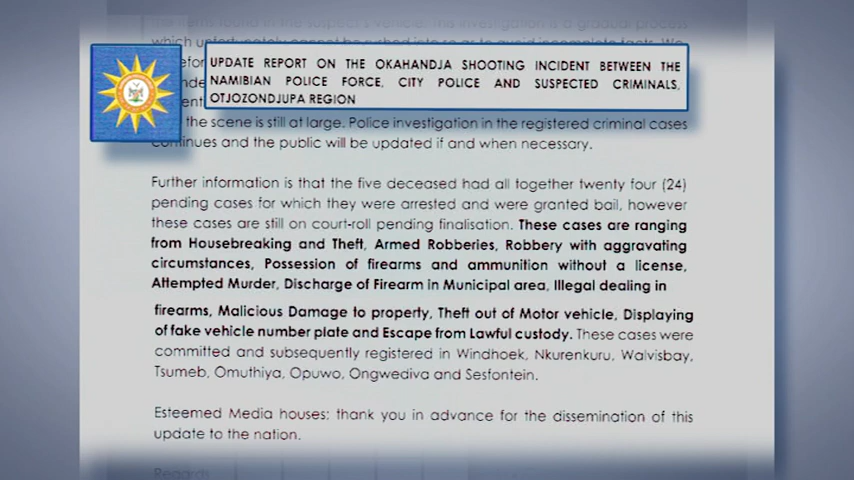 UPDATE REPORT ON THE OKAHANDJA SHOOTING INCIDENT BETWEEN THE
NAMIBIAN POLICE FORCE, CITY POLICE AND SUSPECTED CRIMINALS,
OTJOZONDJUPA REGION
the scene is still at large. Police investigation in the registered criminal cases
continues and the public will be updated if and when necessary.
Further information is that the five deceased had all together twenty four (24)
pending cases for which they were arrested and were granted bail, however
these cases are still on court-roll pending finalisation. These cases are ranging
from Housebreaking and Theft, Armed Robberies, Robbery with aggravating
circumstances, Possession of firearms and ammunition without a license,
Attempted Murder, Discharge of Firearm in Municipal area, Illegal dealing in
firearms, Malicious Damage to property, Theft out of Motor vehicle, Displaying
of fake vehicle number plate and Escape from Lawful custody. These cases were
committed and subsequently registered in Windhoek, Nkurenkuru, Walvisbay,
Tsumeb, Omuthiya, Opuwo, Ongwediva and Sesfontein.
Esteemed Media houses: thank you in advance for the dissemination of this
update to the nation.
Regards